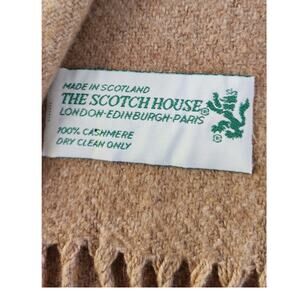 MADE IN SCOTLAND
THE SCOTCH HOUSE
LONDON-EDINBURGH-PARIS
100% CASHMERE
DRY CLEAN ONLY